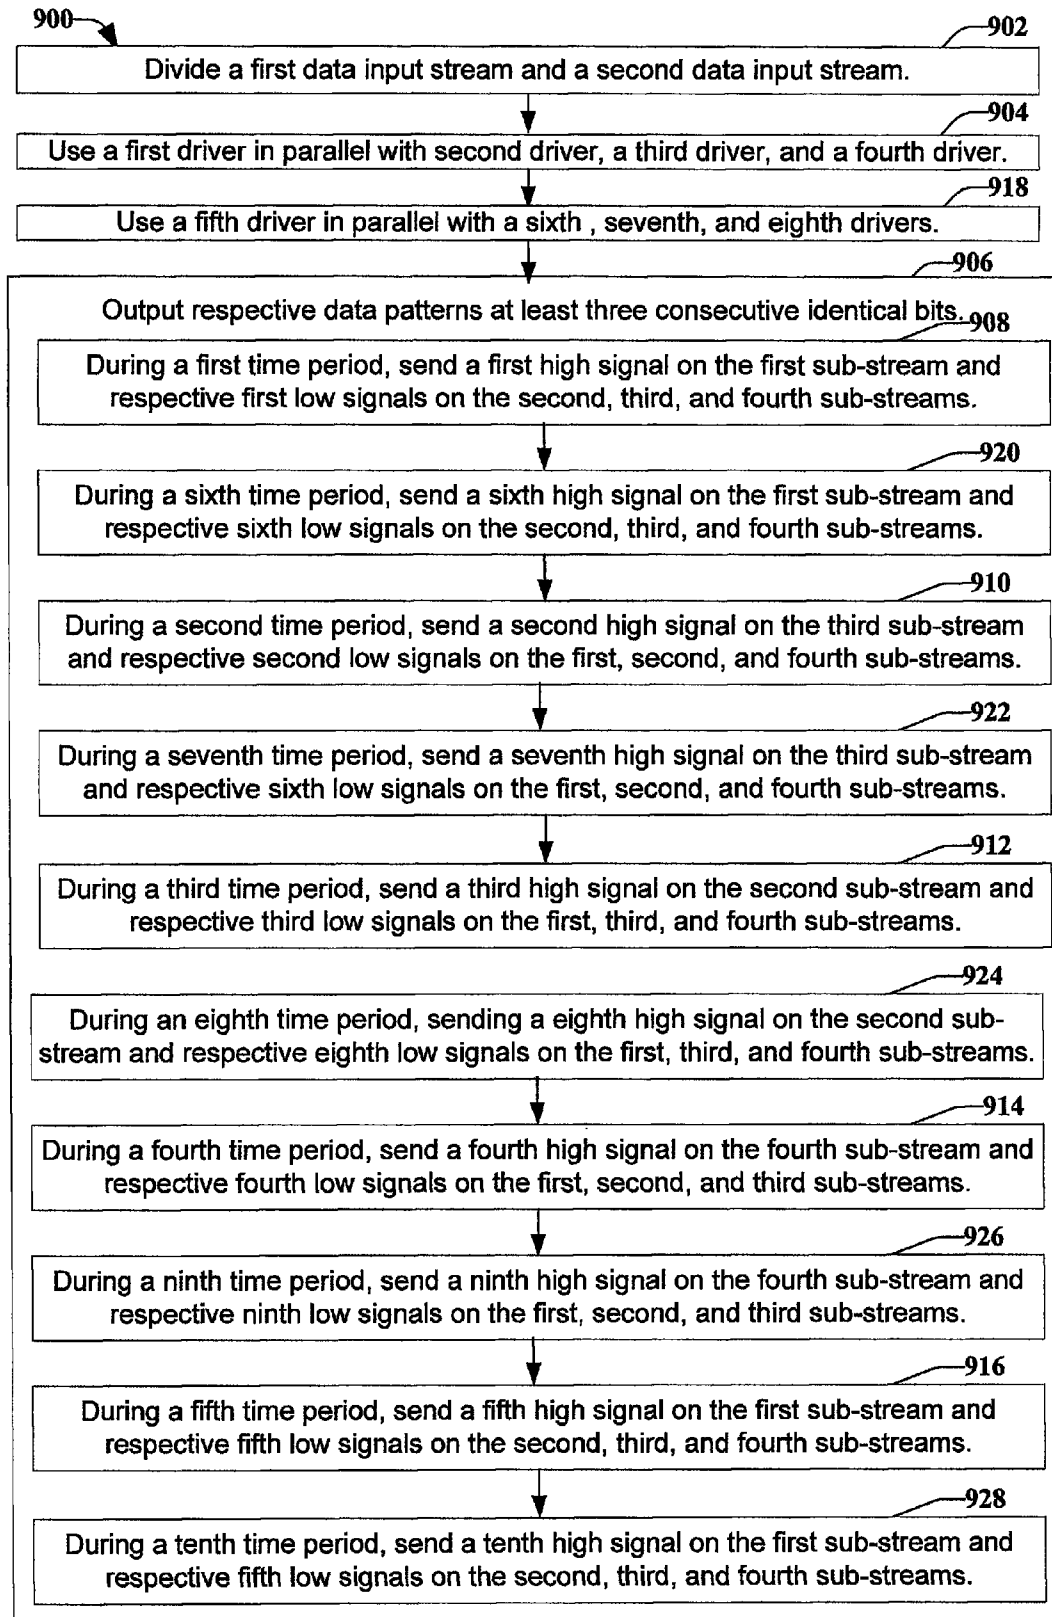 900
902
Divide a first data input stream and a second data input stream.
904
Use a first driver in parallel with second driver, a third driver, and a fourth driver.
918
Use a fifth driver in parallel with a sixth , seventh, and eighth drivers.
906
Output respective data patterns at least three consecutive identical bits.
908
During a first time period, send a first high signal on the first sub-stream and
respective first low signals on the second, third, and fourth sub-streams.
920
During a sixth time period, send a sixth high signal on the first sub-stream and
respective sixth low signals on the second, third, and fourth sub-streams.
910
During a second time period, send a second high signal on the third sub-stream
and respective second low signals on the first, second, and fourth sub-streams.
922
During a seventh time period, send a seventh high signal on the third sub-stream
and respective sixth low signals on the first, second, and fourth sub-streams.
912
During a third time period, send a third high signal on the second sub-stream and
respective third low signals on the first, third, and fourth sub-streams.
924
During an eighth time period, sending a eighth high signal on the second sub-
stream and respective eighth low signals on the first, third, and fourth sub-streams.
914
During a fourth time period, send a fourth high signal on the fourth sub-stream and
respective fourth low signals on the first, second, and third sub-streams.
926
During a ninth time period, send a ninth high signal on the fourth sub-stream and
respective ninth low signals on the first, second, and third sub-streams.
916
During a fifth time period, send a fifth high signal on the first sub-stream and
respective fifth low signals on the second, third, and fourth sub-streams.
928
During a tenth time period, send a tenth high signal on the first sub-stream and
respective fifth low signals on the second, third, and fourth sub-streams.